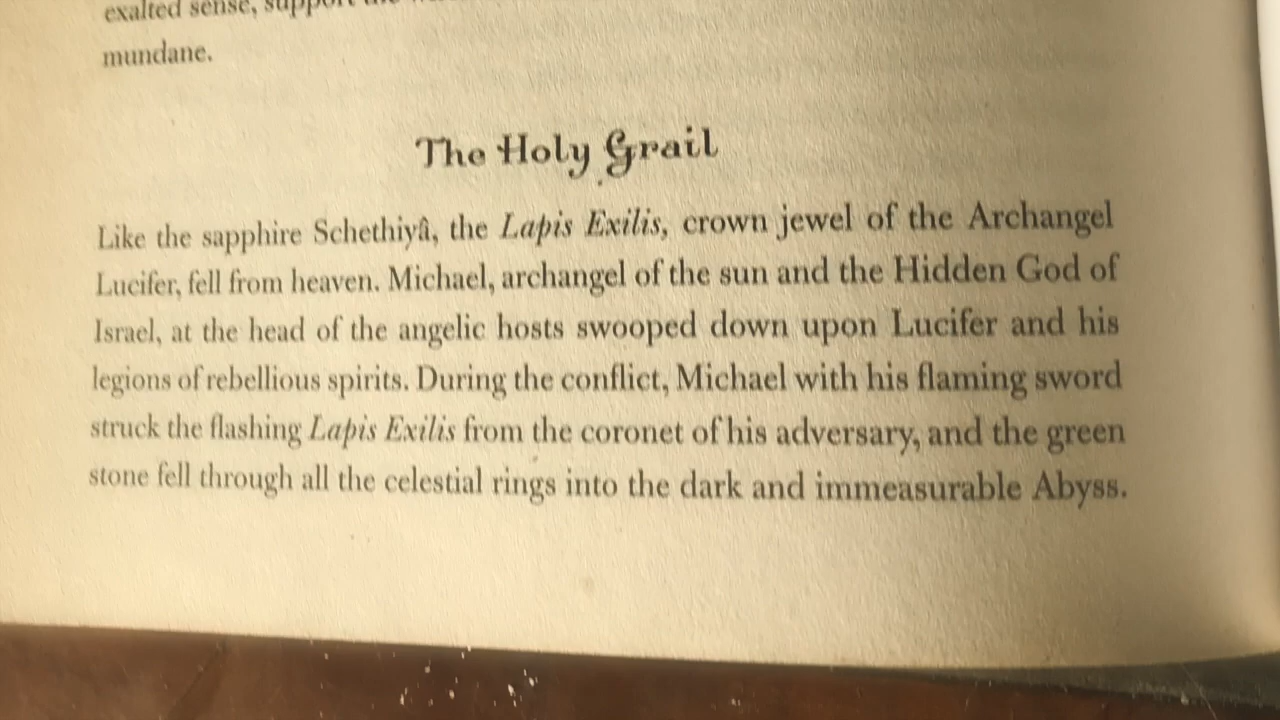 exalted sense, support the
mundane.
The Holy Grail
Like the sapphire Schethiyâ, the Lapis Exilis, crown jewel of the Archangel
Lucifer, fell from heaven. Michael, archangel of the sun and the Hidden God of
Israel, at the head of the angelic hosts swooped down upon Lucifer and his
legions of rebellious spirits. During the conflict, Michael with his flaming sword
struck the flashing Lapis Exilis from the coronet of his adversary, and the green
stone fell through all the celestial rings into the dark and immeasurable Abyss.